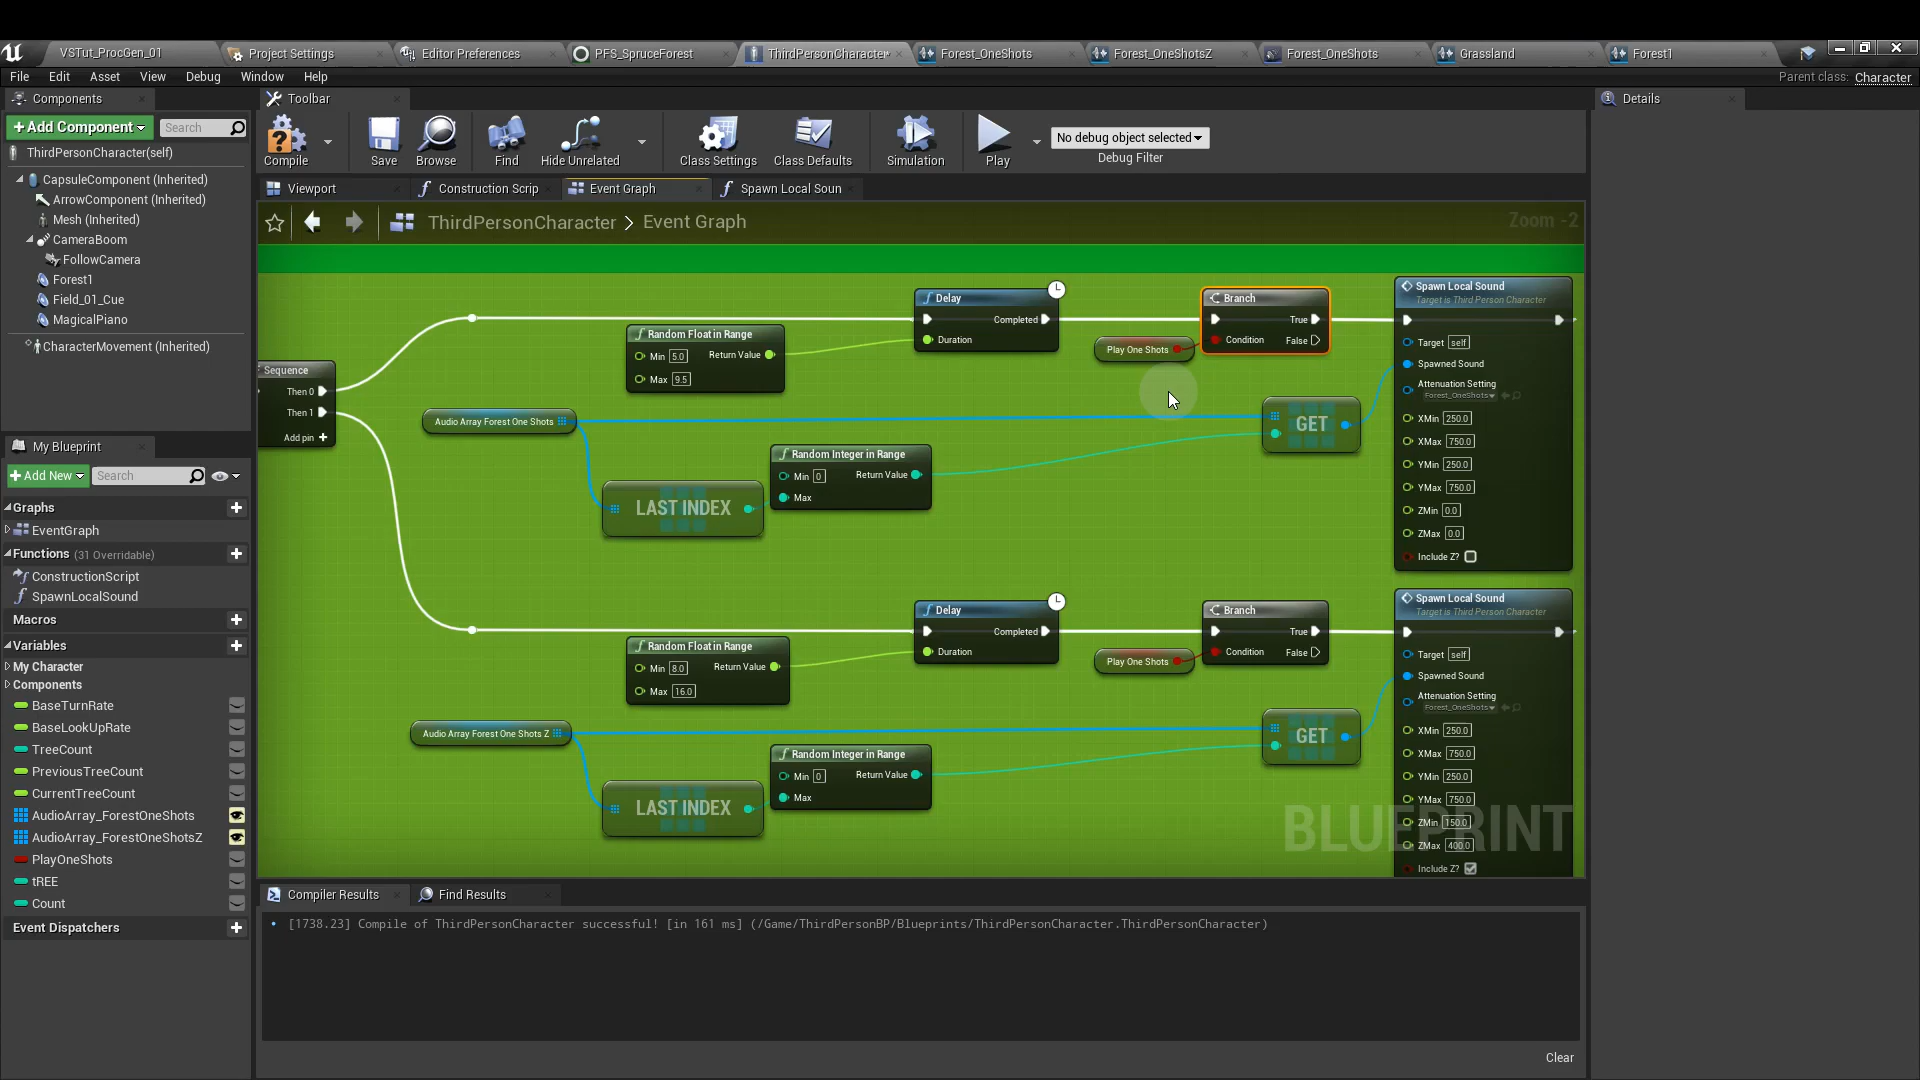 VSTut_ProcGen_01
Project Settings
Editor Preferences
PFS_SpruceForest
ThirdPersonCharacter*
Forest_OneShots
Forest_OneShotsZ
Forest_OneShots
Grassland
Forest1
File Edit Asset View Debug Window Help
Parent class: Character
Components
Toolbar
Details
+Add Component
Search
Compile
Save
Browse
Find
Hide Unrelated
Class Settings
Class Defaults
Simulation
Play
No debug object selected
Debug Filter
ThirdPersonCharacter(self)
CapsuleComponent (Inherited)
ArrowComponent (Inherited)
Mesh (Inherited)
CameraBoom
FollowCamera
Forest1
Field_01_Cue
MagicalPiano
CharacterMovement (Inherited)
Viewport
Construction Scrip
Event Graph
Spawn Local Soun
ThirdPersonCharacter > Event Graph
Zoom -2
Sequence
Then 0
Then 1
Add pin +
Random Float in Range
Min 5.0 Return Value
Max 9.5
Delay
Completed
Duration
Play One Shots
Branch
True
Condition False
Spawn Local Sound
Target is Third Person Character
Target self
Spawned Sound
Attenuation Setting
Forest_OneShots
XMin 250.0
XMax 750.0
YMin 250.0
YMax 750.0
ZMin 0.0
ZMax 0.0
Include Z?
Audio Array Forest One Shots
LAST INDEX
Random Integer in Range
Min 0 Return Value
Max
GET
Random Float in Range
Min 8.0 Return Value
Max 16.0
Delay
Completed
Duration
Play One Shots
Branch
True
Condition False
Spawn Local Sound
Target is Third Person Character
Target self
Spawned Sound
Attenuation Setting
Forest_OneShots
XMin 250.0
XMax 750.0
YMin 250.0
YMax 750.0
ZMin 150.0
ZMax 400.0
Include Z?
Audio Array Forest One Shots Z
LAST INDEX
Random Integer in Range
Min 0 Return Value
Max
GET
BLUEPRINT
My Blueprint
+Add New
Search
Graphs
EventGraph
Functions (31 Overridable)
ConstructionScript
SpawnLocalSound
Macros
Variables
My Character
Components
BaseTurnRate
BaseLookUpRate
TreeCount
PreviousTreeCount
CurrentTreeCount
AudioArray_ForestOneShots
AudioArray_ForestOneShotsZ
PlayOneShots
tREE
Count
Event Dispatchers
Compiler Results
Find Results
[1738.23] Compile of ThirdPersonCharacter successful! [in 161 ms] (/Game/ThirdPersonBP/Blueprints/ThirdPersonCharacter.ThirdPersonCharacter)
Clear